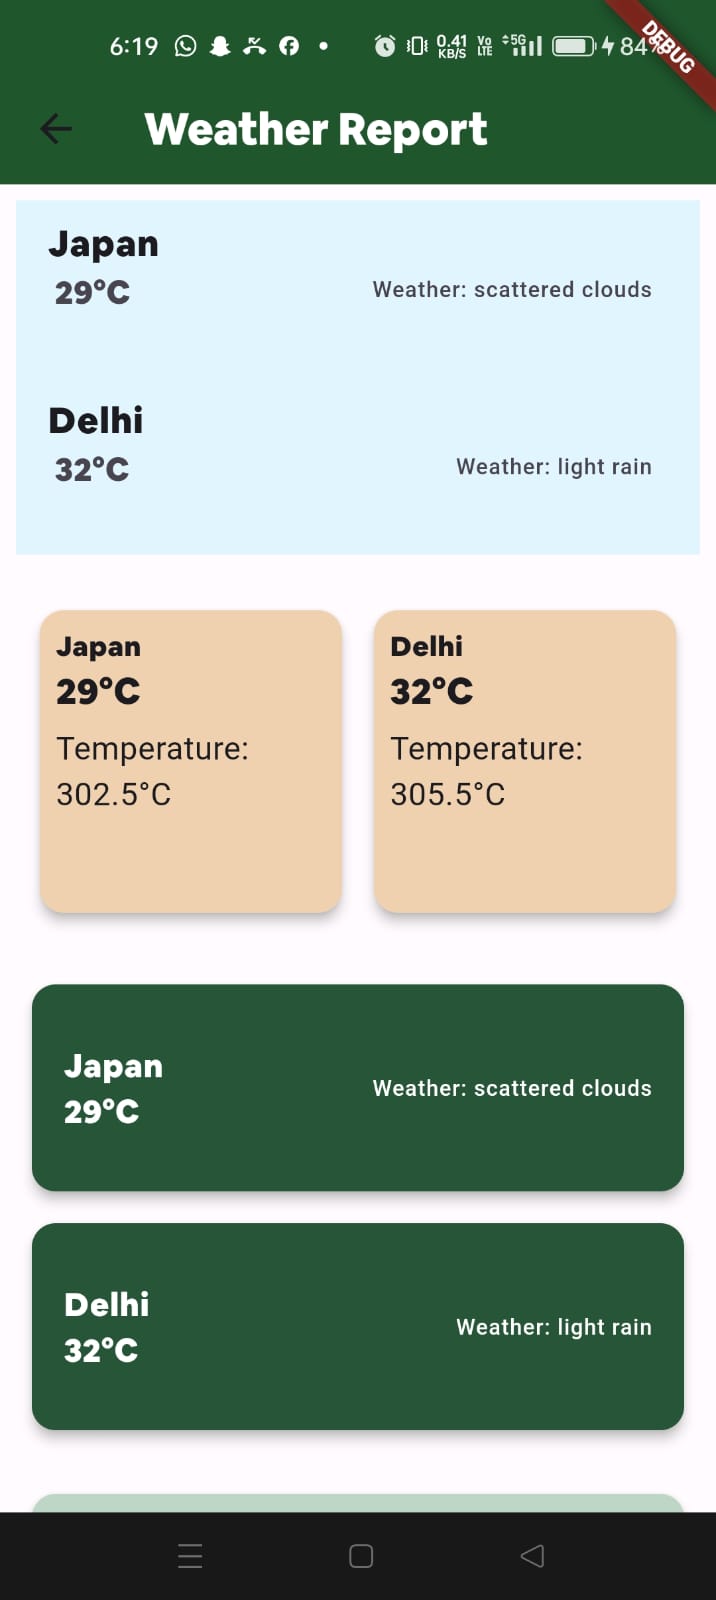 6:19 0.41 KB/S Vo LTE 5G 84%
DEBUG
Weather Report
Japan
29°C Weather: scattered clouds
Delhi
32°C Weather: light rain
Japan Delhi
29°C 32°C
Temperature: Temperature:
302.5°C 305.5°C
Japan
29°C Weather: scattered clouds
Delhi
32°C Weather: light rain